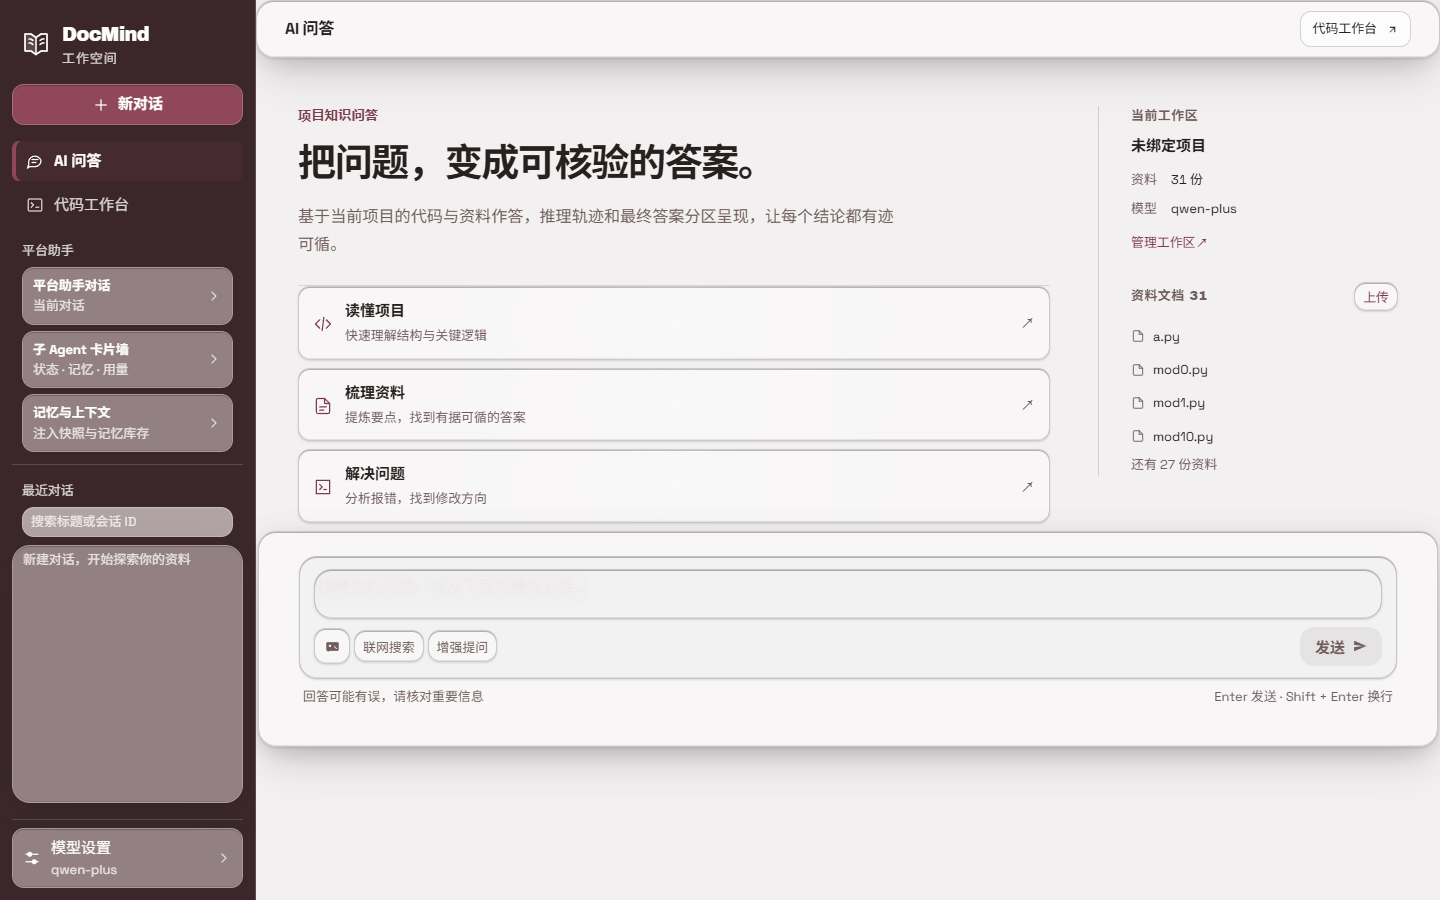 DocMind
工作空间
新对话
AI 问答
代码工作台
平台助手
平台助手对话
当前对话
子 Agent 卡片墙
状态 · 记忆 · 用量
记忆与上下文
注入快照与记忆库存
最近对话
搜索标题或会话 ID
新建对话，开始探索你的资料
模型设置
qwen-plus
AI 问答
代码工作台
项目知识问答
把问题，变成可核验的答案。
基于当前项目的代码与资料作答，推理轨迹和最终答案分区呈现，让每个结论都有迹
可循。
读懂项目
快速理解结构与关键逻辑
梳理资料
提炼要点，找到有据可循的答案
解决问题
分析报错，找到修改方向
当前工作区
未绑定项目
资料 31 份
模型 qwen-plus
管理工作区↗
资料文档 31
上传
a.py
mod0.py
mod1.py
mod10.py
还有 27 份资料
联网搜索
增强提问
发送
回答可能有误，请核对重要信息
Enter 发送 · Shift + Enter 换行